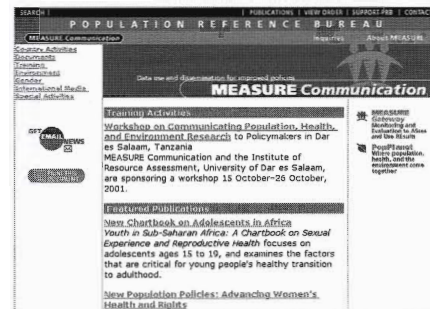 SEARCH | PUBLICATIONS | VIEW ORDER | SUPPORT PRB | CONTAC
POPULATION REFERENCE BUREAU
MEASURE Communication
Inquiries About MEASURE
Country Activities
Documents
Training
Environment
Gender
International Media
Special Activities
Data use and dissemination for improved policies
MEASURE Communication
GET EMAIL NEWS
Training Activities
Workshop on Communicating Population, Health,
and Environment Research to Policymakers in Dar
es Salaam, Tanzania
MEASURE Communication and the Institute of
Resource Assessment, University of Dar es Salaam,
are sponsoring a workshop 15 October–26 October,
2001.
Featured Publications
New Chartbook on Adolescents in Africa
Youth in Sub-Saharan Africa: A Chartbook on Sexual
Experience and Reproductive Health focuses on
adolescents ages 15 to 19, and examines the factors
that are critical for young people's healthy transition
to adulthood.
New Population Policies: Advancing Women's
Health and Rights
MEASURE
Gateway
Monitoring and
Evaluation to Assess
and Use Results
PopPlanet
Where population,
health, and the
environment come
together